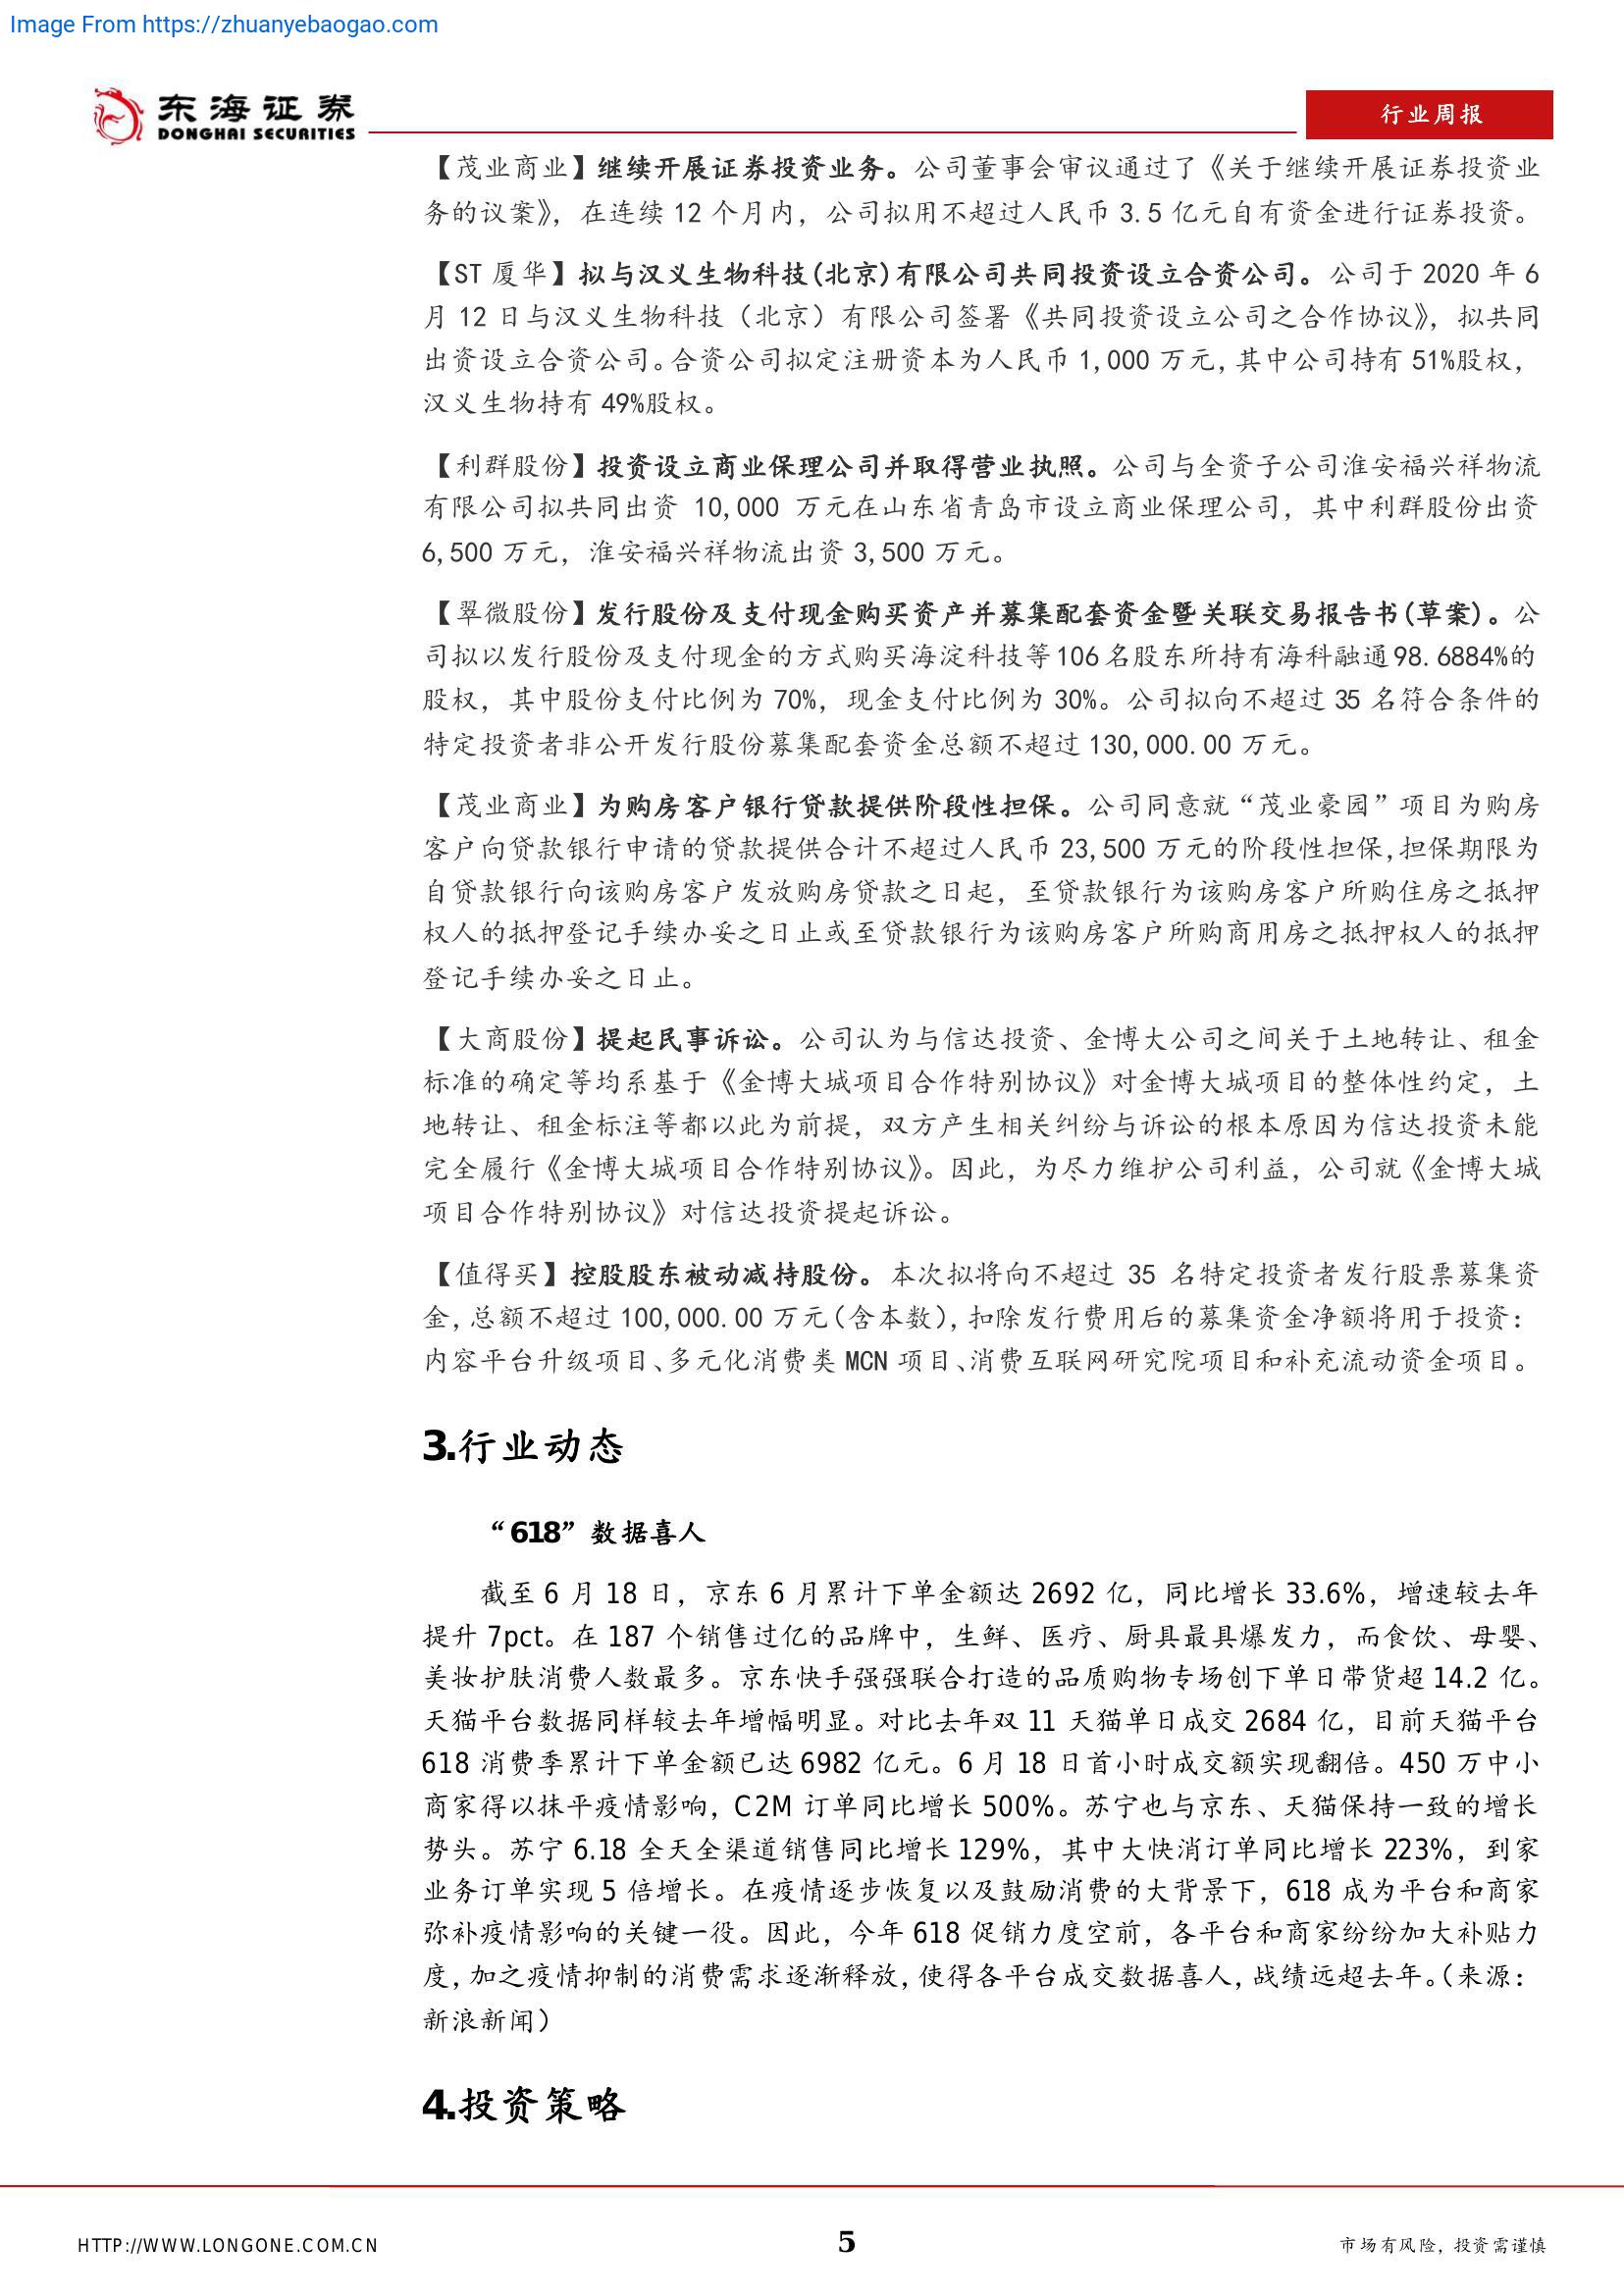 Image From https://zhuanyebaogao.com
东海证券
DONGHAI SECURITIES
行业周报
【茂业商业】继续开展证券投资业务。公司董事会审议通过了《关于继续开展证券投资业
务的议案》，在连续 12 个月内，公司拟用不超过人民币 3.5 亿元自有资金进行证券投资。
【ST 厦华】拟与汉义生物科技(北京)有限公司共同投资设立合资公司。公司于 2020 年 6
月 12 日与汉义生物科技（北京）有限公司签署《共同投资设立公司之合作协议》，拟共同
出资设立合资公司。合资公司拟定注册资本为人民币 1,000 万元，其中公司持有 51%股权，
汉义生物持有 49%股权。
【利群股份】投资设立商业保理公司并取得营业执照。公司与全资子公司淮安福兴祥物流
有限公司拟共同出资 10,000 万元在山东省青岛市设立商业保理公司，其中利群股份出资
6,500 万元，淮安福兴祥物流出资 3,500 万元。
【翠微股份】发行股份及支付现金购买资产并募集配套资金暨关联交易报告书(草案)。公
司拟以发行股份及支付现金的方式购买海淀科技等106名股东所持有海科融通98.6884%的
股权，其中股份支付比例为 70%，现金支付比例为 30%。公司拟向不超过 35 名符合条件的
特定投资者非公开发行股份募集配套资金总额不超过 130,000.00 万元。
【茂业商业】为购房客户银行贷款提供阶段性担保。公司同意就“茂业豪园”项目为购房
客户向贷款银行申请的贷款提供合计不超过人民币 23,500 万元的阶段性担保，担保期限为
自贷款银行向该购房客户发放购房贷款之日起，至贷款银行为该购房客户所购住房之抵押
权人的抵押登记手续办妥之日止或至贷款银行为该购房客户所购商用房之抵押权人的抵押
登记手续办妥之日止。
【大商股份】提起民事诉讼。公司认为与信达投资、金博大公司之间关于土地转让、租金
标准的确定等均系基于《金博大城项目合作特别协议》对金博大城项目的整体性约定，土
地转让、租金标注等都以此为前提，双方产生相关纠纷与诉讼的根本原因为信达投资未能
完全履行《金博大城项目合作特别协议》。因此，为尽力维护公司利益，公司就《金博大城
项目合作特别协议》对信达投资提起诉讼。
【值得买】控股股东被动减持股份。本次拟将向不超过 35 名特定投资者发行股票募集资
金，总额不超过 100,000.00 万元（含本数），扣除发行费用后的募集资金净额将用于投资：
内容平台升级项目、多元化消费类 MCN 项目、消费互联网研究院项目和补充流动资金项目。
3.行业动态
“618”数据喜人
截至 6 月 18 日，京东 6 月累计下单金额达 2692 亿，同比增长 33.6%，增速较去年
提升 7pct。在 187 个销售过亿的品牌中，生鲜、医疗、厨具最具爆发力，而食饮、母婴、
美妆护肤消费人数最多。京东快手强强联合打造的品质购物专场创下单日带货超 14.2 亿。
天猫平台数据同样较去年增幅明显。对比去年双 11 天猫单日成交 2684 亿，目前天猫平台
618 消费季累计下单金额已达 6982 亿元。6 月 18 日首小时成交额实现翻倍。450 万中小
商家得以抹平疫情影响，C2M 订单同比增长 500%。苏宁也与京东、天猫保持一致的增长
势头。苏宁 6.18 全天全渠道销售同比增长 129%，其中大快消订单同比增长 223%，到家
业务订单实现 5 倍增长。在疫情逐步恢复以及鼓励消费的大背景下，618 成为平台和商家
弥补疫情影响的关键一役。因此，今年 618 促销力度空前，各平台和商家纷纷加大补贴力
度，加之疫情抑制的消费需求逐渐释放，使得各平台成交数据喜人，战绩远超去年。（来源：
新浪新闻）
4.投资策略
HTTP://WWW.LONGONE.COM.CN
5
市场有风险，投资需谨慎